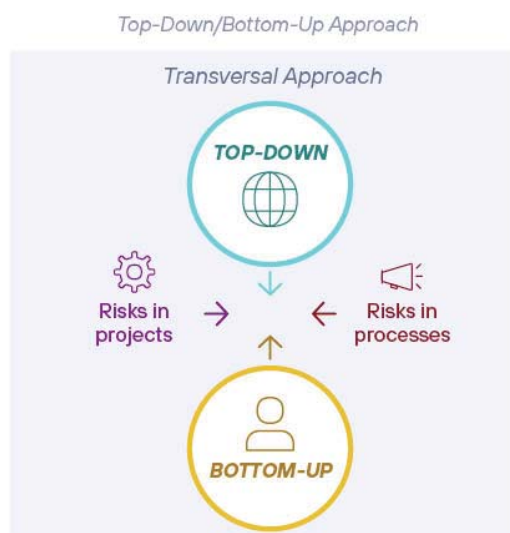 Top-Down/Bottom-Up Approach
Transversal Approach
TOP-DOWN
Risks in
projects
Risks in
processes
BOTTOM-UP